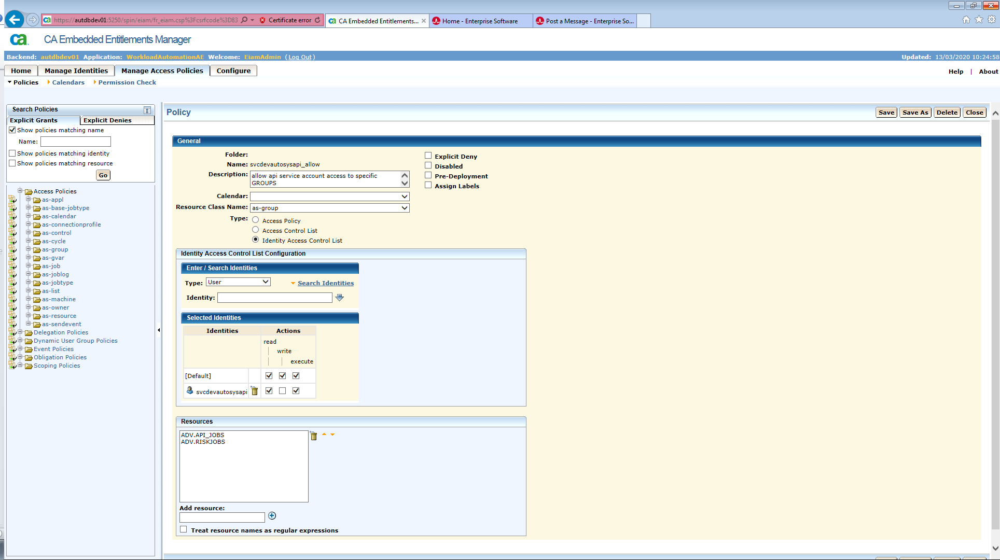 https://autdbdev01:5250/spin/eiam/fr_eiam.csp%3Fcsrfcode%3D83
Certificate error
CA Embedded Entitlements...
Home - Enterprise Software
Post a Message - Enterprise So...
ca
CA Embedded Entitlements Manager
Backend: autdbdev01 Application: WorkloadAutomationAE Welcome: EiamAdmin (Log Out)
Updated: 13/03/2020 10:24:58
Home
Manage Identities
Manage Access Policies
Configure
Help | About
Policies
Calendars
Permission Check
Search Policies
Explicit Grants
Explicit Denies
Show policies matching name
Name:
Show policies matching identity
Show policies matching resource
Go
Access Policies
as-appl
as-base-jobtype
as-calendar
as-connectionprofile
as-control
as-cycle
as-group
as-gvar
as-job
as-joblog
as-jobtype
as-list
as-machine
as-owner
as-resource
as-sendevent
Delegation Policies
Dynamic User Group Policies
Event Policies
Obligation Policies
Scoping Policies
Policy
Save
Save As
Delete
Close
General
Folder:
Name: svcdevautosysapi_allow
Description: allow api service account access to specific
GROUPS
Calendar:
Resource Class Name: as-group
Type:
Access Policy
Access Control List
Identity Access Control List
Explicit Deny
Disabled
Pre-Deployment
Assign Labels
Identity Access Control List Configuration
Enter / Search Identities
Type: User
Search Identities
Identity:
Selected Identities
Identities
Actions
read
write
execute
[Default]
svcdevautosysapi
Resources
ADV.API_JOBS
ADV.RISKJOBS
Add resource:
Treat resource names as regular expressions